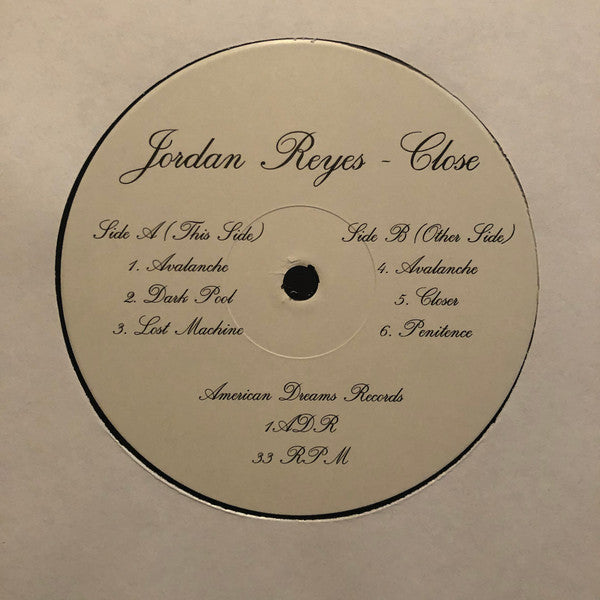 Jordan Reyes - Close
Side A (This Side)
1. Avalanche
2. Dark Pool
3. Lost Machine
Side B (Other Side)
4. Avalanche
5. Closer
6. Penitence
American Dreams Records
1ADR
33 RPM